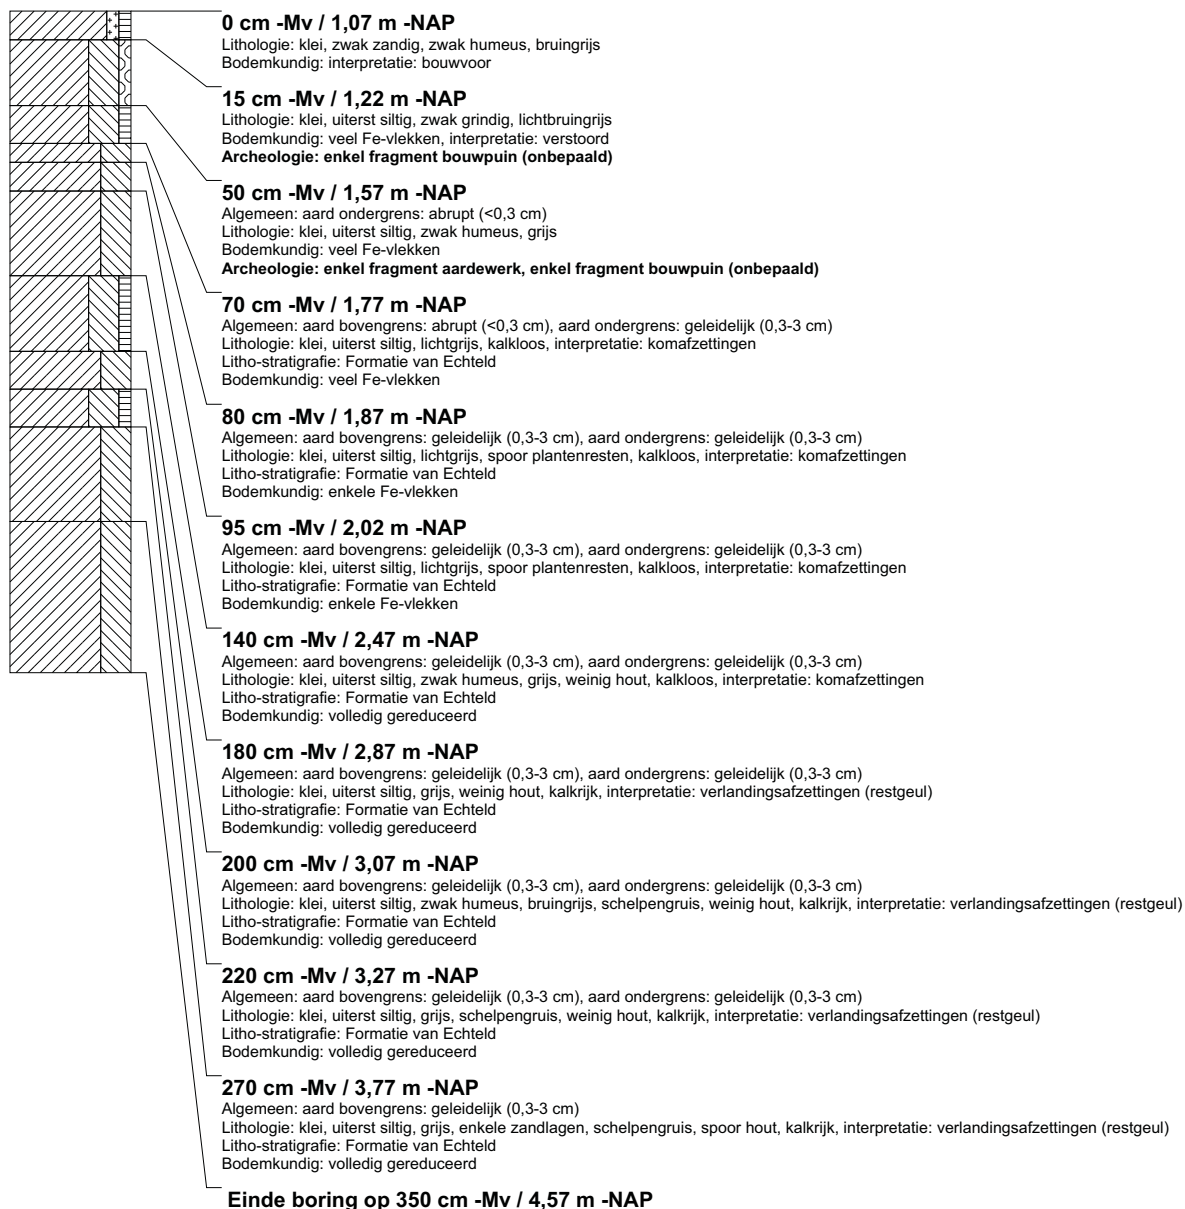 0 cm -Mv / 1,07 m -NAP
Lithologie: klei, zwak zandig, zwak humeus, bruingrijs
Bodemkundig: interpretatie: bouwvoor
15 cm -Mv / 1,22 m -NAP
Lithologie: klei, uiterst siltig, zwak grindig, lichtbruingrijs
Bodemkundig: veel Fe-vlekken, interpretatie: verstoord
Archeologie: enkel fragment bouwpuin (onbepaald)
50 cm -Mv / 1,57 m -NAP
Algemeen: aard ondergrens: abrupt (<0,3 cm)
Lithologie: klei, uiterst siltig, zwak humeus, grijs
Bodemkundig: veel Fe-vlekken
Archeologie: enkel fragment aardewerk, enkel fragment bouwpuin (onbepaald)
70 cm -Mv / 1,77 m -NAP
Algemeen: aard bovengrens: abrupt (<0,3 cm), aard ondergrens: geleidelijk (0,3-3 cm)
Lithologie: klei, uiterst siltig, lichtgrijs, kalkloos, interpretatie: komafzettingen
Litho-stratigrafie: Formatie van Echteld
Bodemkundig: veel Fe-vlekken
80 cm -Mv / 1,87 m -NAP
Algemeen: aard bovengrens: geleidelijk (0,3-3 cm), aard ondergrens: geleidelijk (0,3-3 cm)
Lithologie: klei, uiterst siltig, lichtgrijs, spoor plantenresten, kalkloos, interpretatie: komafzettingen
Litho-stratigrafie: Formatie van Echteld
Bodemkundig: enkele Fe-vlekken
95 cm -Mv / 2,02 m -NAP
Algemeen: aard bovengrens: geleidelijk (0,3-3 cm), aard ondergrens: geleidelijk (0,3-3 cm)
Lithologie: klei, uiterst siltig, lichtgrijs, spoor plantenresten, kalkloos, interpretatie: komafzettingen
Litho-stratigrafie: Formatie van Echteld
Bodemkundig: enkele Fe-vlekken
140 cm -Mv / 2,47 m -NAP
Algemeen: aard bovengrens: geleidelijk (0,3-3 cm), aard ondergrens: geleidelijk (0,3-3 cm)
Lithologie: klei, uiterst siltig, zwak humeus, grijs, weinig hout, kalkloos, interpretatie: komafzettingen
Litho-stratigrafie: Formatie van Echteld
Bodemkundig: volledig gereduceerd
180 cm -Mv / 2,87 m -NAP
Algemeen: aard bovengrens: geleidelijk (0,3-3 cm), aard ondergrens: geleidelijk (0,3-3 cm)
Lithologie: klei, uiterst siltig, grijs, weinig hout, kalkrijk, interpretatie: verlandingsafzettingen (restgeul)
Litho-stratigrafie: Formatie van Echteld
Bodemkundig: volledig gereduceerd
200 cm -Mv / 3,07 m -NAP
Algemeen: aard bovengrens: geleidelijk (0,3-3 cm), aard ondergrens: geleidelijk (0,3-3 cm)
Lithologie: klei, uiterst siltig, zwak humeus, bruingrijs, schelpengruis, weinig hout, kalkrijk, interpretatie: verlandingsafzettingen (restgeul)
Litho-stratigrafie: Formatie van Echteld
Bodemkundig: volledig gereduceerd
220 cm -Mv / 3,27 m -NAP
Algemeen: aard bovengrens: geleidelijk (0,3-3 cm), aard ondergrens: geleidelijk (0,3-3 cm)
Lithologie: klei, uiterst siltig, grijs, schelpengruis, weinig hout, kalkrijk, interpretatie: verlandingsafzettingen (restgeul)
Litho-stratigrafie: Formatie van Echteld
Bodemkundig: volledig gereduceerd
270 cm -Mv / 3,77 m -NAP
Algemeen: aard bovengrens: geleidelijk (0,3-3 cm)
Lithologie: klei, uiterst siltig, grijs, enkele zandlagen, schelpengruis, spoor hout, kalkrijk, interpretatie: verlandingsafzettingen (restgeul)
Litho-stratigrafie: Formatie van Echteld
Bodemkundig: volledig gereduceerd
Einde boring op 350 cm -Mv / 4,57 m -NAP